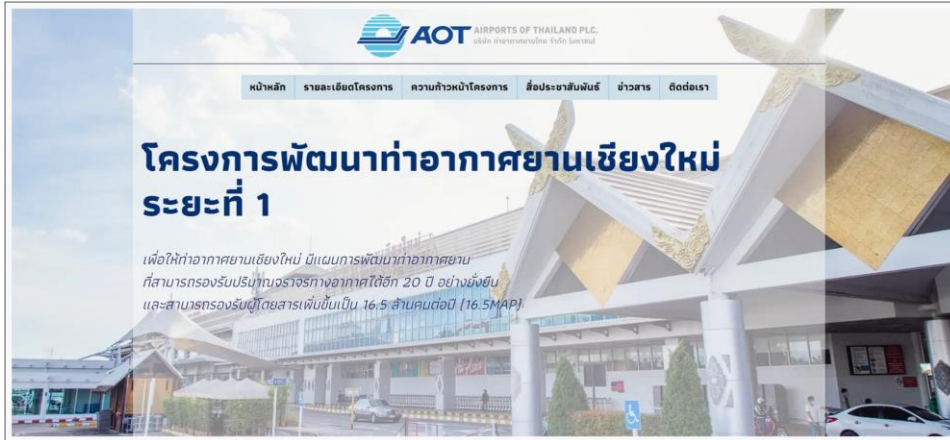 AOT AIRPORTS OF THAILAND PLC.
บริษัท ท่าอากาศยานไทย จำกัด (มหาชน)
หน้าหลัก รายละเอียดโครงการ ความก้าวหน้าโครงการ สื่อประชาสัมพันธ์ ข่าวสาร ติดต่อเรา
โครงการพัฒนาท่าอากาศยานเชียงใหม่
ระยะที่ 1
เพื่อให้ท่าอากาศยานเชียงใหม่ มีแผนการพัฒนาท่าอากาศยาน
ที่สามารถรองรับปริมาณจราจรทางอากาศได้อีก 20 ปี อย่างยั่งยืน
และสามารถรองรับผู้โดยสารเพิ่มขึ้นเป็น 16.5 ล้านคนต่อปี (16.5MAP)